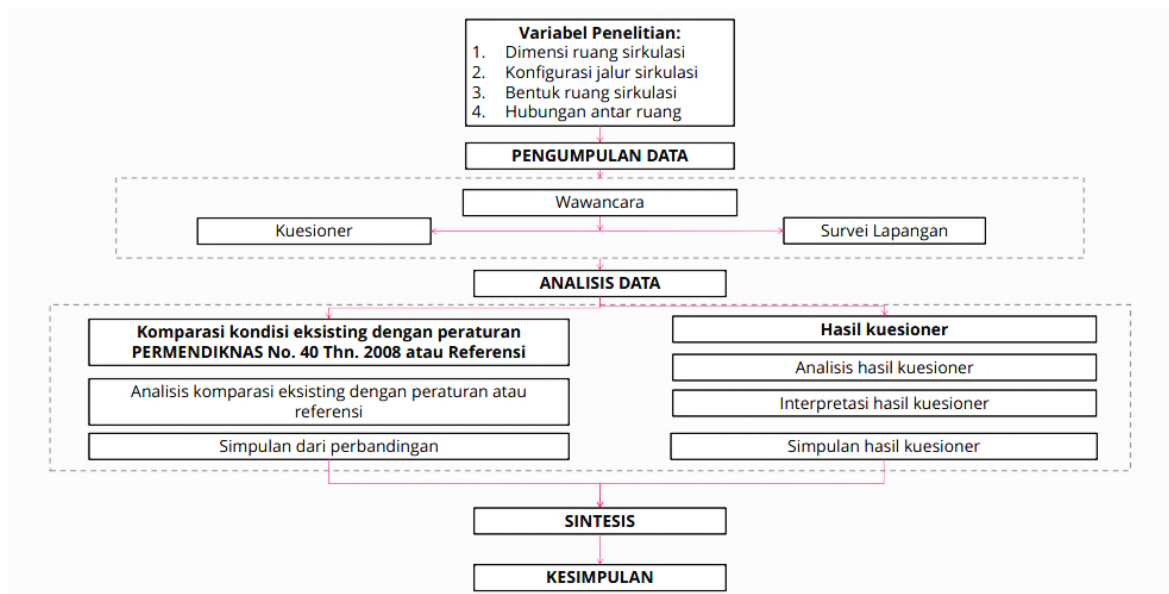 Variabel Penelitian:
1. Dimensi ruang sirkulasi
2. Konfigurasi jalur sirkulasi
3. Bentuk ruang sirkulasi
4. Hubungan antar ruang
PENGUMPULAN DATA
Wawancara
Kuesioner
Survei Lapangan
ANALISIS DATA
Komparasi kondisi eksisting dengan peraturan
PERMENDIKNAS No. 40 Thn. 2008 atau Referensi
Analisis komparasi eksisting dengan peraturan atau
referensi
Simpulan dari perbandingan
Hasil kuesioner
Analisis hasil kuesioner
Interpretasi hasil kuesioner
Simpulan hasil kuesioner
SINTESIS
KESIMPULAN